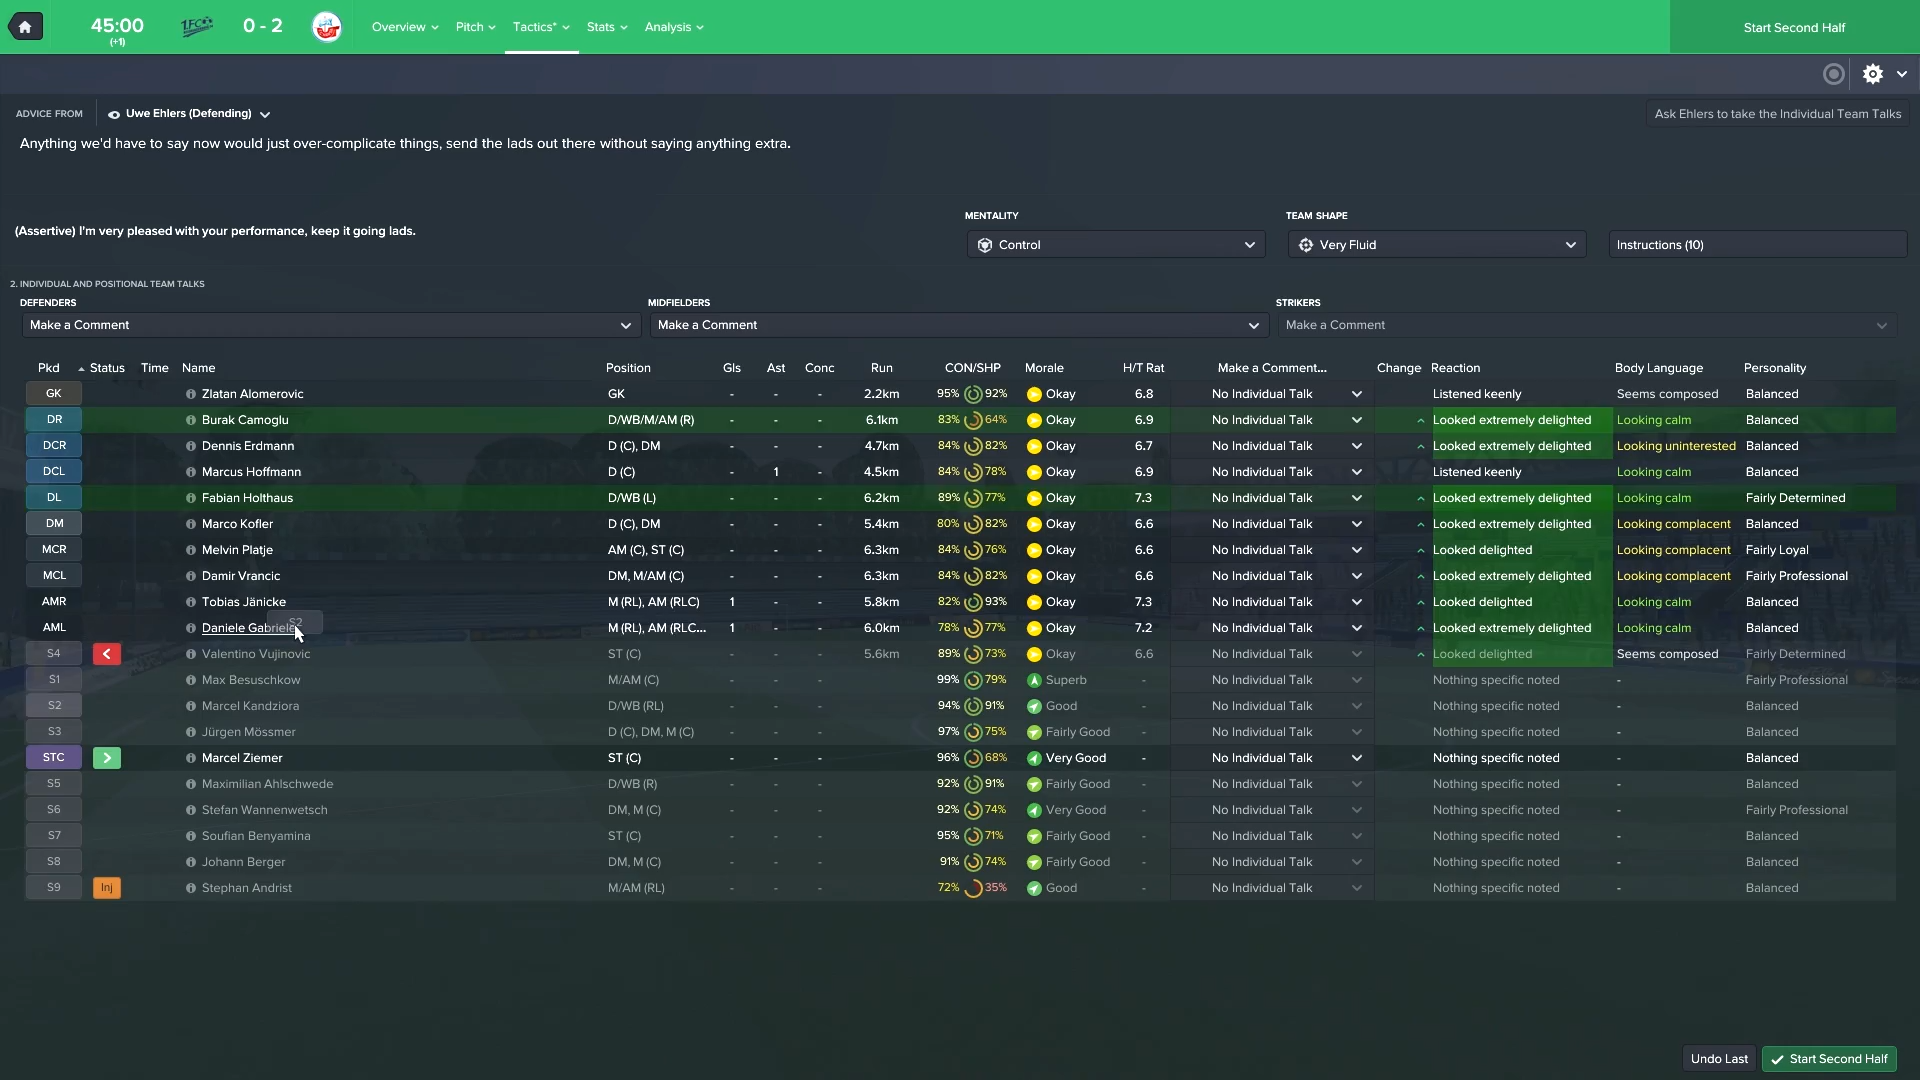 45:00
(+1)
1.FC
0 - 2
Overview
Pitch
Tactics*
Stats
Analysis
Start Second Half
ADVICE FROM
Uwe Ehlers (Defending)
Ask Ehlers to take the Individual Team Talks
Anything we'd have to say now would just over-complicate things, send the lads out there without saying anything extra.
MENTALITY
TEAM SHAPE
(Assertive) I'm very pleased with your performance, keep it going lads.
Control
Very Fluid
Instructions (10)
2. INDIVIDUAL AND POSITIONAL TEAM TALKS
DEFENDERS
MIDFIELDERS
STRIKERS
Make a Comment
Make a Comment
Make a Comment
Pkd Status Time Name Position Gls Ast Conc Run CON/SHP Morale H/T Rat Make a Comment... Change Reaction Body Language Personality
GK Zlatan Alomerovic GK - - - 2.2km 95% 92% Okay 6.8 No Individual Talk Listened keenly Seems composed Balanced
DR Burak Camoglu D/WB/M/AM (R) - - - 6.1km 83% 64% Okay 6.9 No Individual Talk Looked extremely delighted Looking calm Balanced
DCR Dennis Erdmann D (C), DM - - - 4.7km 84% 82% Okay 6.7 No Individual Talk Looked extremely delighted Looking uninterested Balanced
DCL Marcus Hoffmann D (C) - 1 - 4.5km 84% 78% Okay 6.9 No Individual Talk Listened keenly Looking calm Balanced
DL Fabian Holthaus D/WB (L) - - - 6.2km 89% 77% Okay 7.3 No Individual Talk Looked extremely delighted Looking calm Fairly Determined
DM Marco Kofler D (C), DM - - - 5.4km 80% 82% Okay 6.6 No Individual Talk Looked extremely delighted Looking complacent Balanced
MCR Melvin Platje AM (C), ST (C) - - - 6.3km 84% 76% Okay 6.6 No Individual Talk Looked delighted Looking complacent Fairly Loyal
MCL Damir Vrancic DM, M/AM (C) - - - 6.3km 84% 82% Okay 6.6 No Individual Talk Looked extremely delighted Looking complacent Fairly Professional
AMR Tobias Jänicke M (RL), AM (RLC) 1 - - 5.8km 82% 93% Okay 7.3 No Individual Talk Looked delighted Looking calm Balanced
S2
AML Daniele Gabriele M (RL), AM (RLC... 1 - - 6.0km 78% 77% Okay 7.2 No Individual Talk Looked extremely delighted Looking calm Balanced
S4 Valentino Vujinovic ST (C) - - - 5.6km 89% 73% Okay 6.6 No Individual Talk Looked delighted Seems composed Fairly Determined
S1 Max Besuschkow M/AM (C) - - - 99% 79% Superb - No Individual Talk Nothing specific noted - Fairly Professional
S2 Marcel Kandziora D/WB (RL) - - - 94% 91% Good - No Individual Talk Nothing specific noted - Balanced
S3 Jürgen Mössmer D (C), DM, M (C) - - - 97% 75% Fairly Good - No Individual Talk Nothing specific noted - Balanced
STC Marcel Ziemer ST (C) - - - 96% 68% Very Good - No Individual Talk Nothing specific noted - Balanced
S5 Maximilian Ahlschwede D/WB (R) - - - 92% 91% Fairly Good - No Individual Talk Nothing specific noted - Balanced
S6 Stefan Wannenwetsch DM, M (C) - - - 92% 74% Very Good - No Individual Talk Nothing specific noted - Fairly Professional
S7 Soufian Benyamina ST (C) - - - 95% 71% Fairly Good - No Individual Talk Nothing specific noted - Balanced
S8 Johann Berger DM, M (C) - - - 91% 74% Fairly Good - No Individual Talk Nothing specific noted - Balanced
S9 Inj Stephan Andrist M/AM (RL) - - - 72% 35% Good - No Individual Talk Nothing specific noted - Balanced
Undo Last
Start Second Half